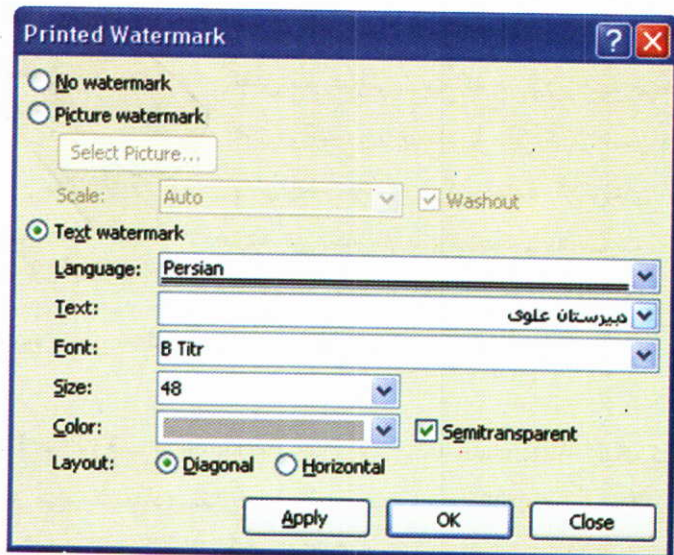 Printed Watermark
No watermark
Picture watermark
Select Picture...
Scale: Auto Washout
Text watermark
Language: Persian
Text: دبیرستان علوی
Font: B Titr
Size: 48
Color: Semitransparent
Layout: Diagonal Horizontal
Apply OK Close